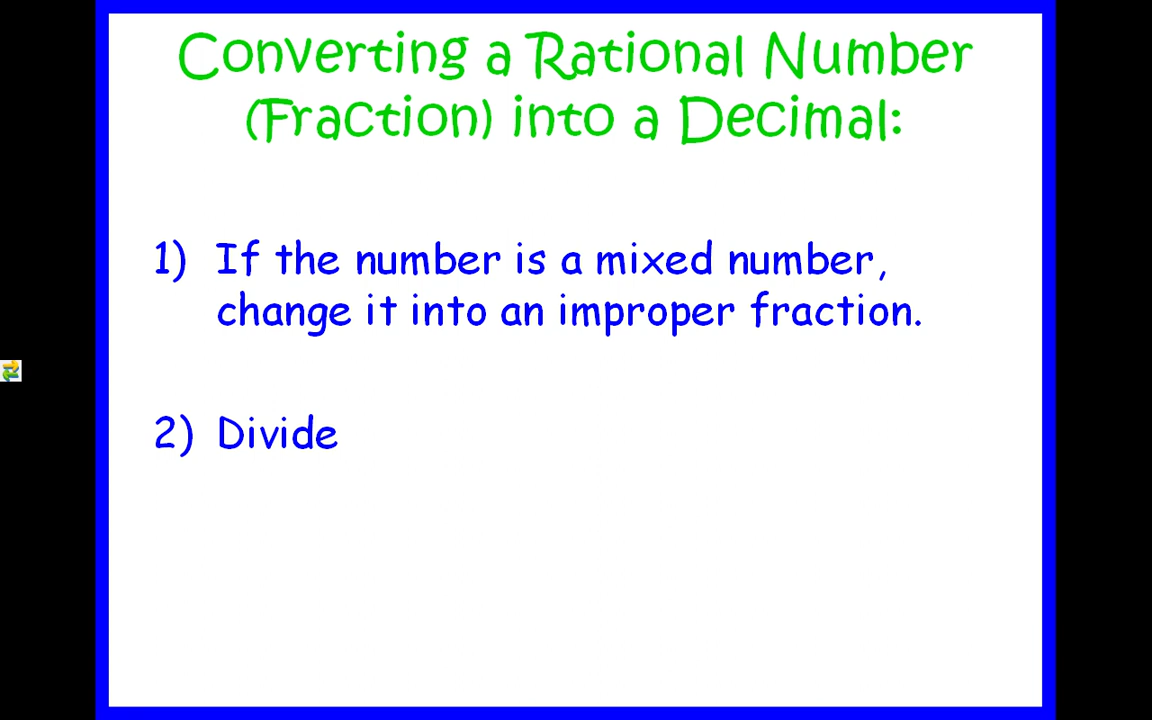 Converting a Rational Number
(Fraction) into a Decimal:
1) If the number is a mixed number,
change it into an improper fraction.
2) Divide